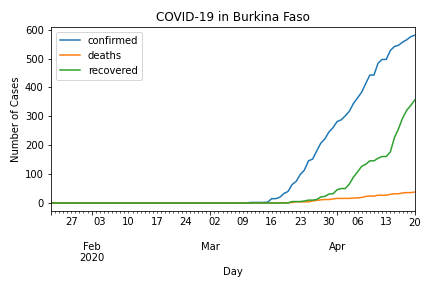 COVID-19 in Burkina Faso
confirmed
deaths
recovered
Number of Cases
600
500
400
300
200
100
0
27 03 10 17 24 02 09 16 23 30 06 13 20
Feb Mar Apr
2020
Day